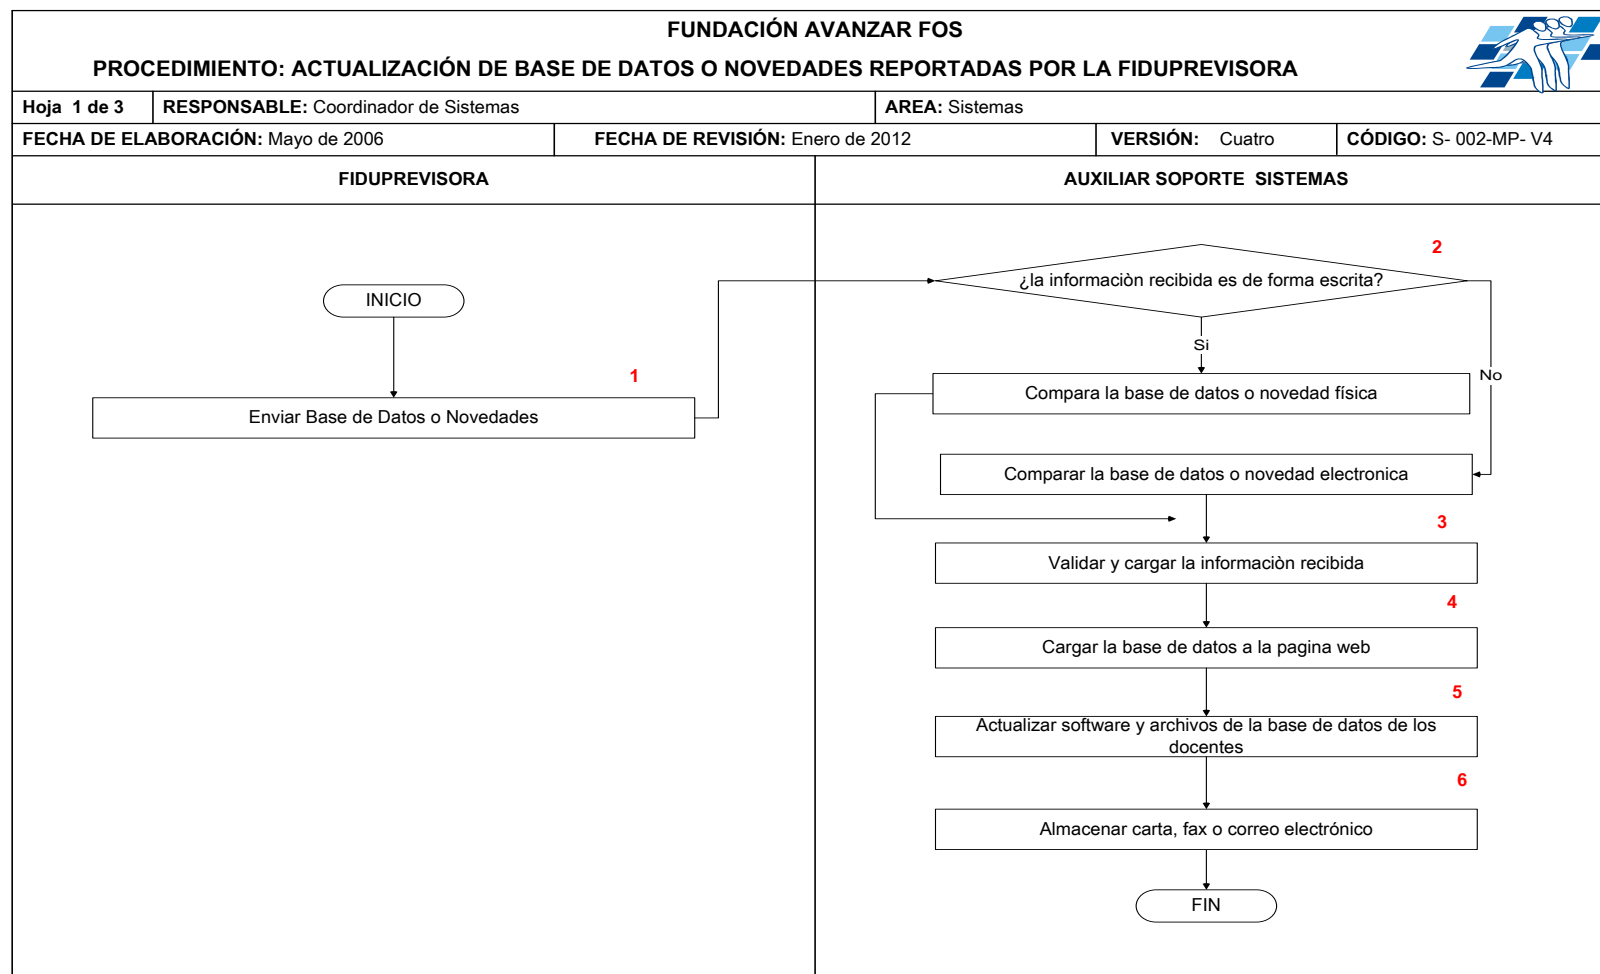 FUNDACIÓN AVANZAR FOS
PROCEDIMIENTO: ACTUALIZACIÓN DE BASE DE DATOS O NOVEDADES REPORTADAS POR LA FIDUPREVISORA
Hoja 1 de 3 RESPONSABLE: Coordinador de Sistemas AREA: Sistemas
FECHA DE ELABORACIÓN: Mayo de 2006 FECHA DE REVISIÓN: Enero de 2012 VERSIÓN: Cuatro CÓDIGO: S- 002-MP- V4
FIDUPREVISORA AUXILIAR SOPORTE SISTEMAS
INICIO
1
Enviar Base de Datos o Novedades
2
¿la informaciòn recibida es de forma escrita?
Si
No
Compara la base de datos o novedad física
Comparar la base de datos o novedad electronica
3
Validar y cargar la informaciòn recibida
4
Cargar la base de datos a la pagina web
5
Actualizar software y archivos de la base de datos de los
docentes
6
Almacenar carta, fax o correo electrónico
FIN